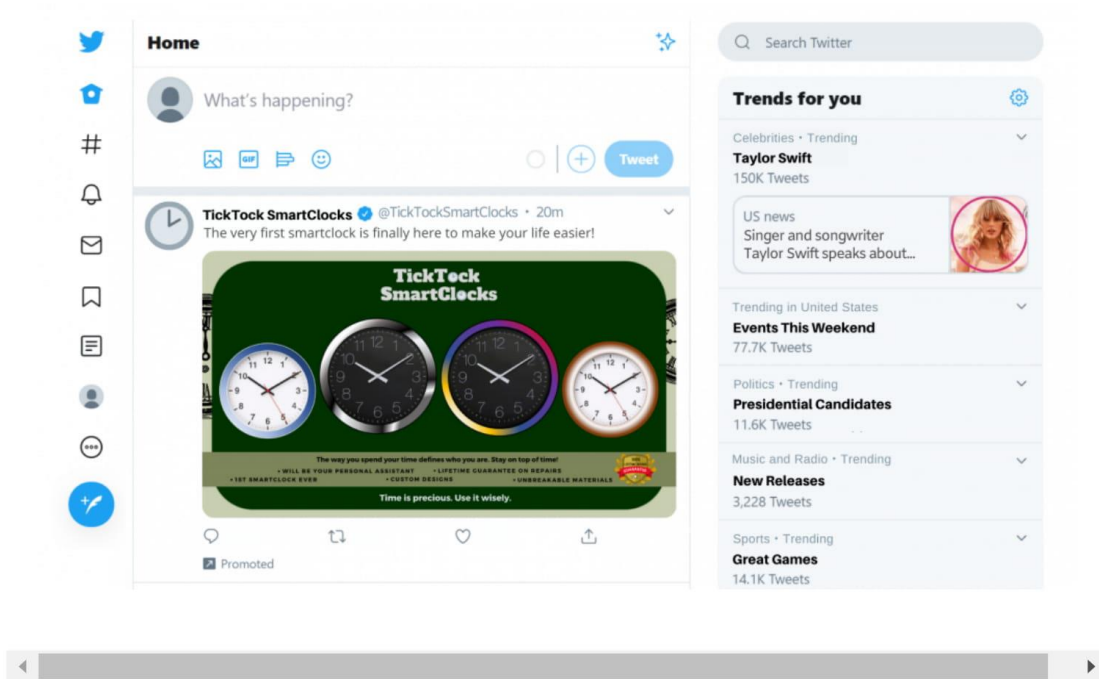 Home
What's happening?
GIF
Tweet
TickTock SmartClocks @TickTockSmartClocks · 20m
The very first smartclock is finally here to make your life easier!
TickTock
SmartClocks
The way you spend your time defines who you are. Stay on top of time!
• WILL BE YOUR PERSONAL ASSISTANT • LIFETIME GUARANTEE ON REPAIRS
• 1ST SMARTCLOCK EVER • CUSTOM DESIGNS • UNBREAKABLE MATERIALS
Time is precious. Use it wisely.
Promoted
Search Twitter
Trends for you
Celebrities · Trending
Taylor Swift
150K Tweets
US news
Singer and songwriter
Taylor Swift speaks about...
Trending in United States
Events This Weekend
77.7K Tweets
Politics · Trending
Presidential Candidates
11.6K Tweets
Music and Radio · Trending
New Releases
3,228 Tweets
Sports · Trending
Great Games
14.1K Tweets